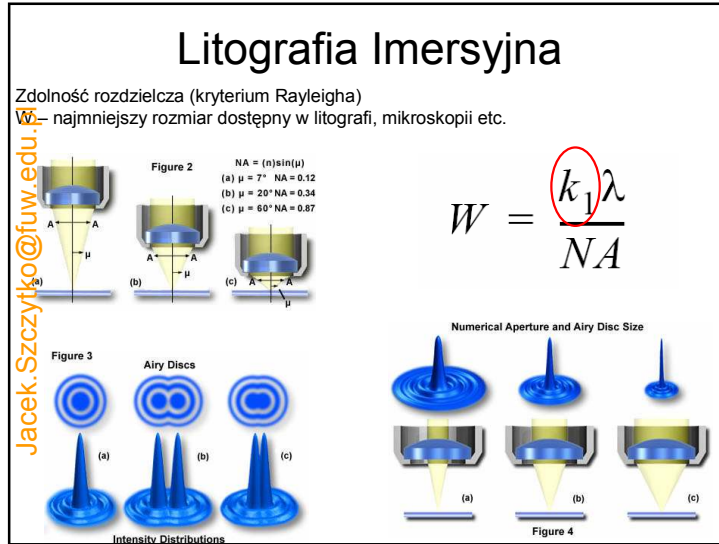 Litografia Imersyjna
Zdolność rozdzielcza (kryterium Rayleigha)
W – najmniejszy rozmiar dostępny w litografi, mikroskopii etc.
Jacek.Szczytko@fuw.edu.pl
Figure 2
NA = (n)sin(μ)
(a) μ = 7° NA = 0.12
(b) μ = 20° NA = 0.34
(c) μ = 60° NA = 0.87
A A
μ
(a)
A A
μ
(b)
A A
μ
(c)
W = k₁λ / NA
Figure 3
Airy Discs
(a)
(b)
(c)
Intensity Distributions
Numerical Aperture and Airy Disc Size
(a)
(b)
(c)
Figure 4